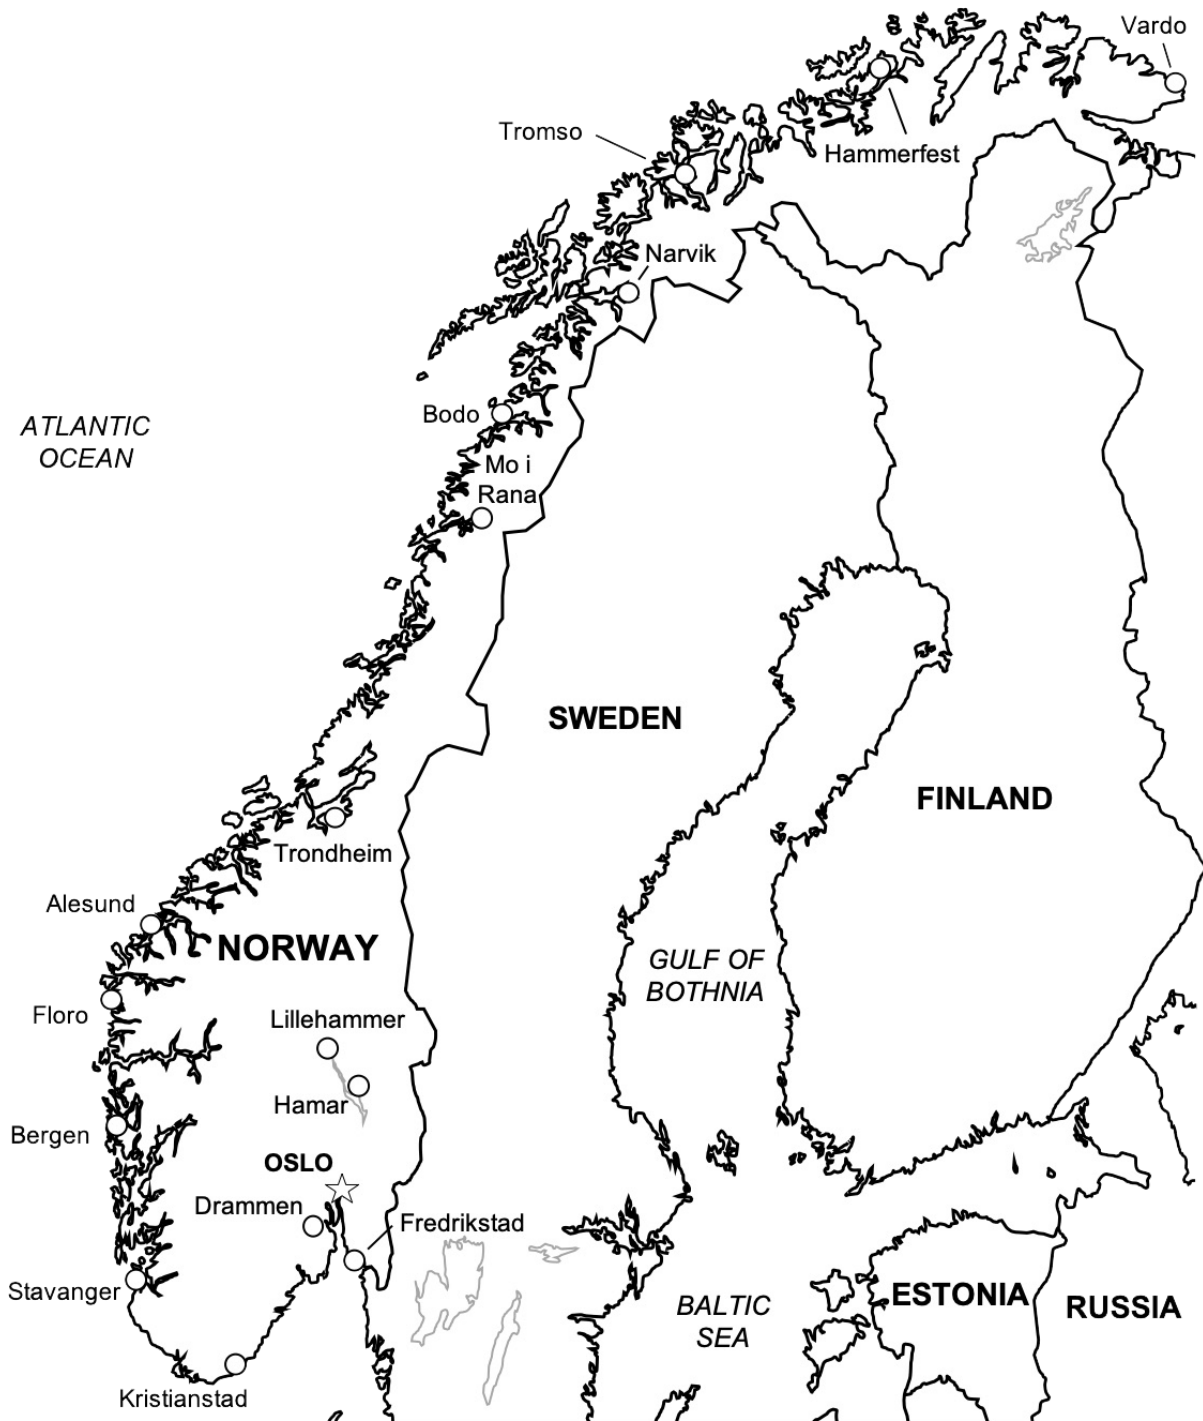 Vardo
Tromso
Hammerfest
Narvik
Bodo
ATLANTIC
OCEAN
Mo i
Rana
SWEDEN
FINLAND
Trondheim
Alesund
NORWAY
GULF OF
BOTHNIA
Floro
Lillehammer
Hamar
Bergen
OSLO
Drammen
Fredrikstad
Stavanger
BALTIC
SEA
ESTONIA
RUSSIA
Kristianstad